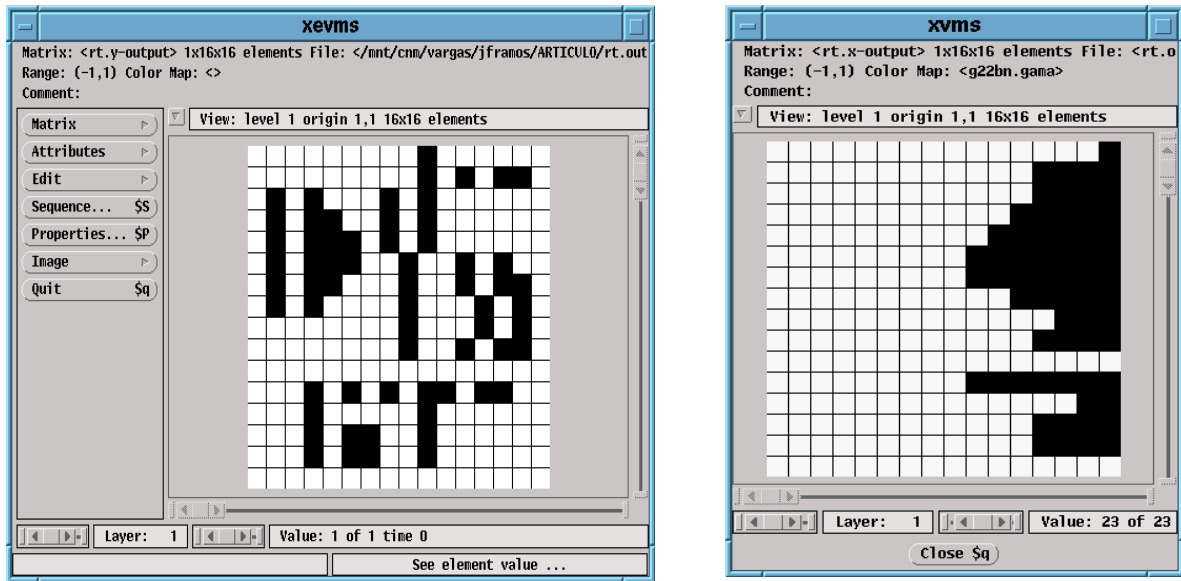 xevms
Matrix: <rt.y-output> 1x16x16 elements File: </mnt/cnm/vargas/jframos/ARTICULO/rt.out
Range: (-1,1) Color Map: <>
Comment:
Matrix
Attributes
Edit
Sequence... $S
Properties... $P
Image
Quit $q
View: level 1 origin 1,1 16x16 elements
Layer: 1
Value: 1 of 1 time 0
See element value ...
xvms
Matrix: <rt.x-output> 1x16x16 elements File: <rt.o
Range: (-1,1) Color Map: <g22bn.gama>
Comment:
View: level 1 origin 1,1 16x16 elements
Layer: 1
Value: 23 of 23
Close $q